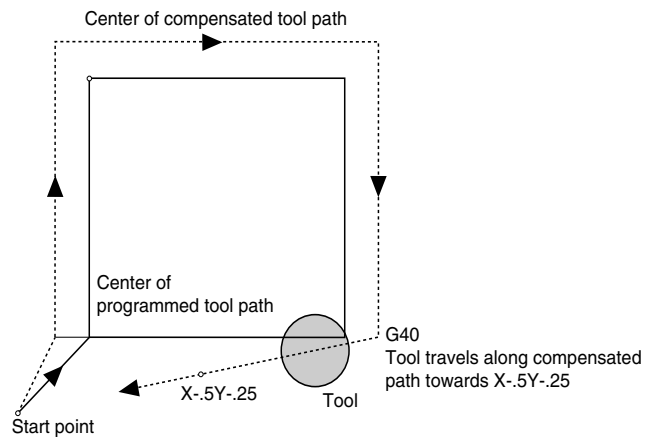 Center of compensated tool path
Center of
programmed tool path
G40
Tool travels along compensated
path towards X-.5Y-.25
X-.5Y-.25
Tool
Start point